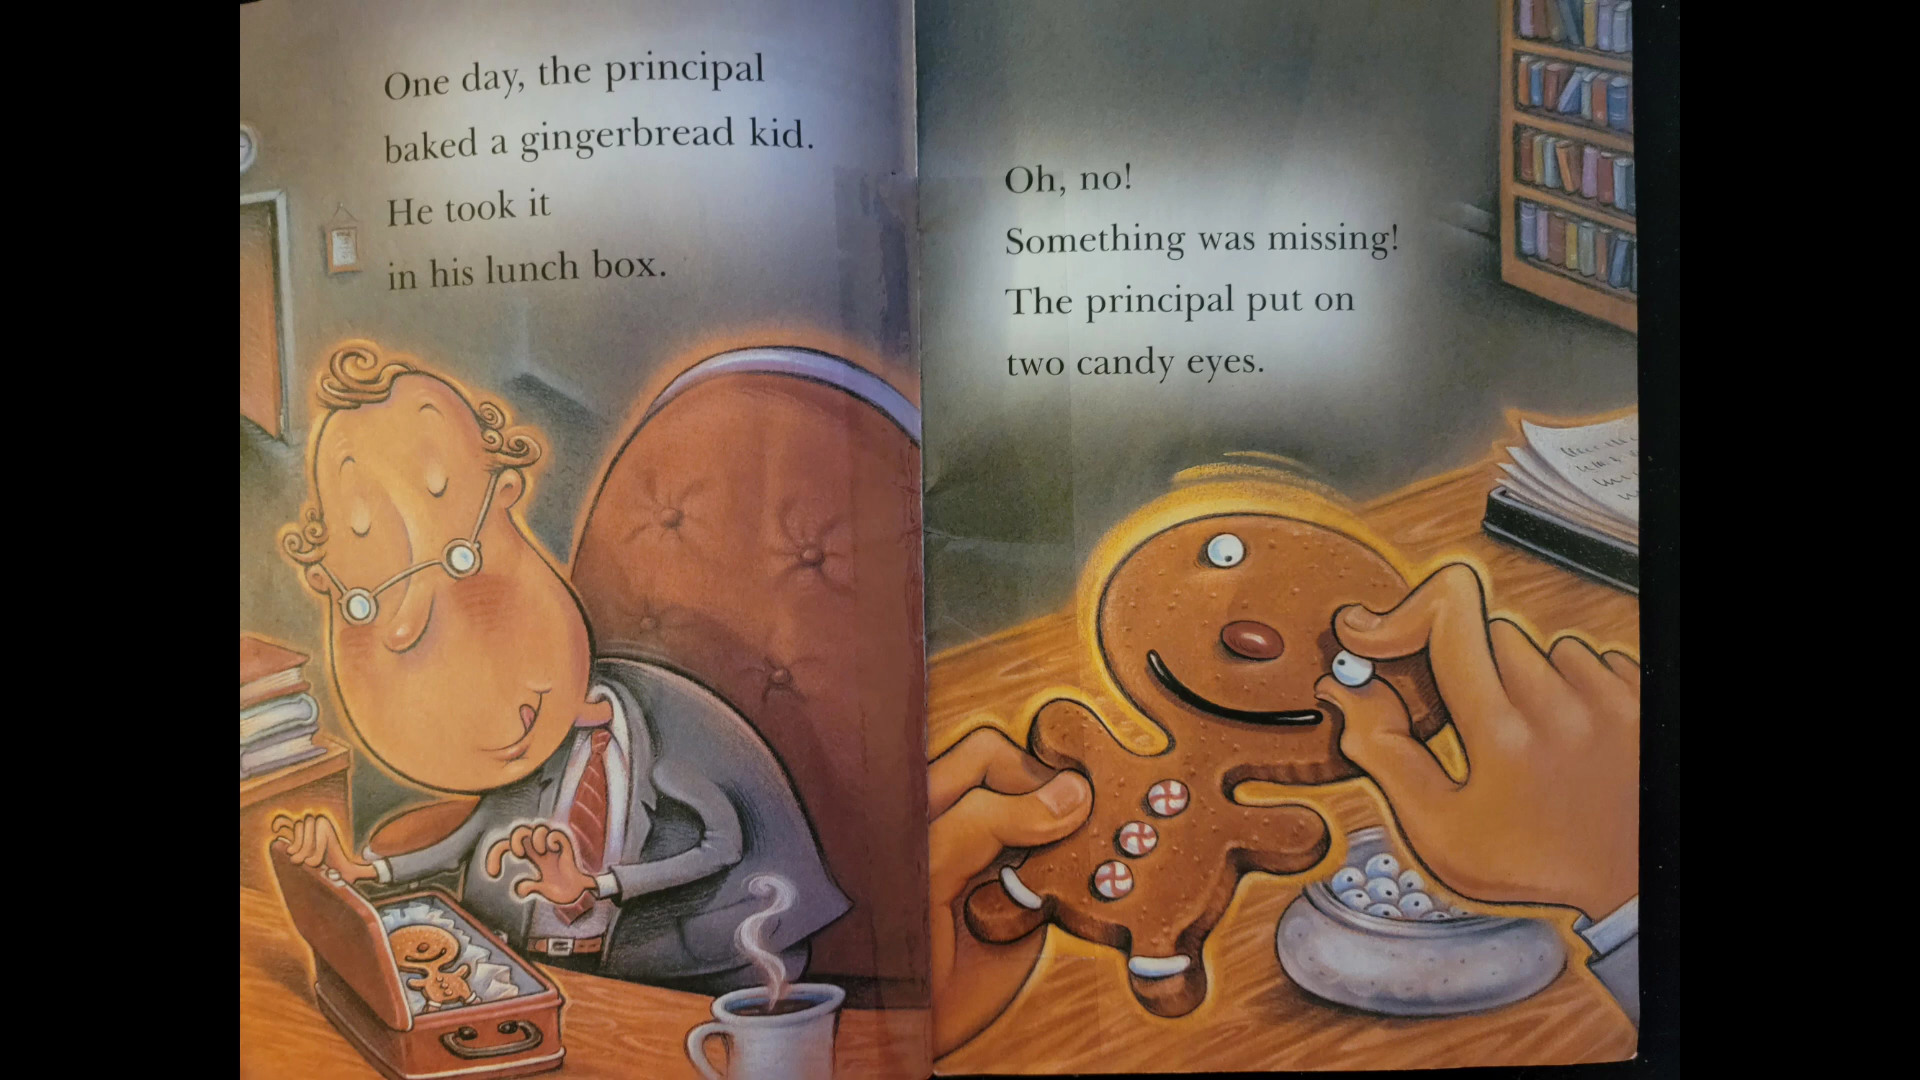 One day, the principal
baked a gingerbread kid.
He took it
in his lunch box.
Oh, no!
Something was missing!
The principal put on
two candy eyes.